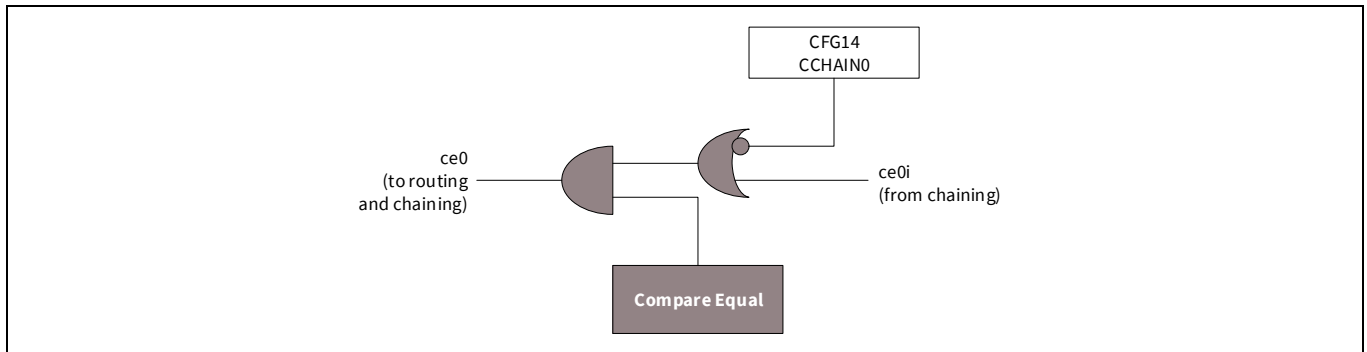 CFG14
CCHAIN0
ce0
(to routing
and chaining)
ce0i
(from chaining)
Compare Equal